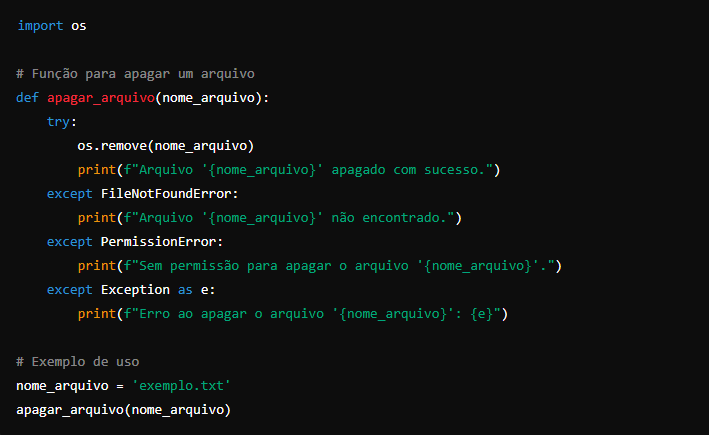 import os
# Função para apagar um arquivo
def apagar_arquivo(nome_arquivo):
    try:
        os.remove(nome_arquivo)
        print(f"Arquivo '{nome_arquivo}' apagado com sucesso.")
    except FileNotFoundError:
        print(f"Arquivo '{nome_arquivo}' não encontrado.")
    except PermissionError:
        print(f"Sem permissão para apagar o arquivo '{nome_arquivo}'.")
    except Exception as e:
        print(f"Erro ao apagar o arquivo '{nome_arquivo}': {e}")
# Exemplo de uso
nome_arquivo = 'exemplo.txt'
apagar_arquivo(nome_arquivo)